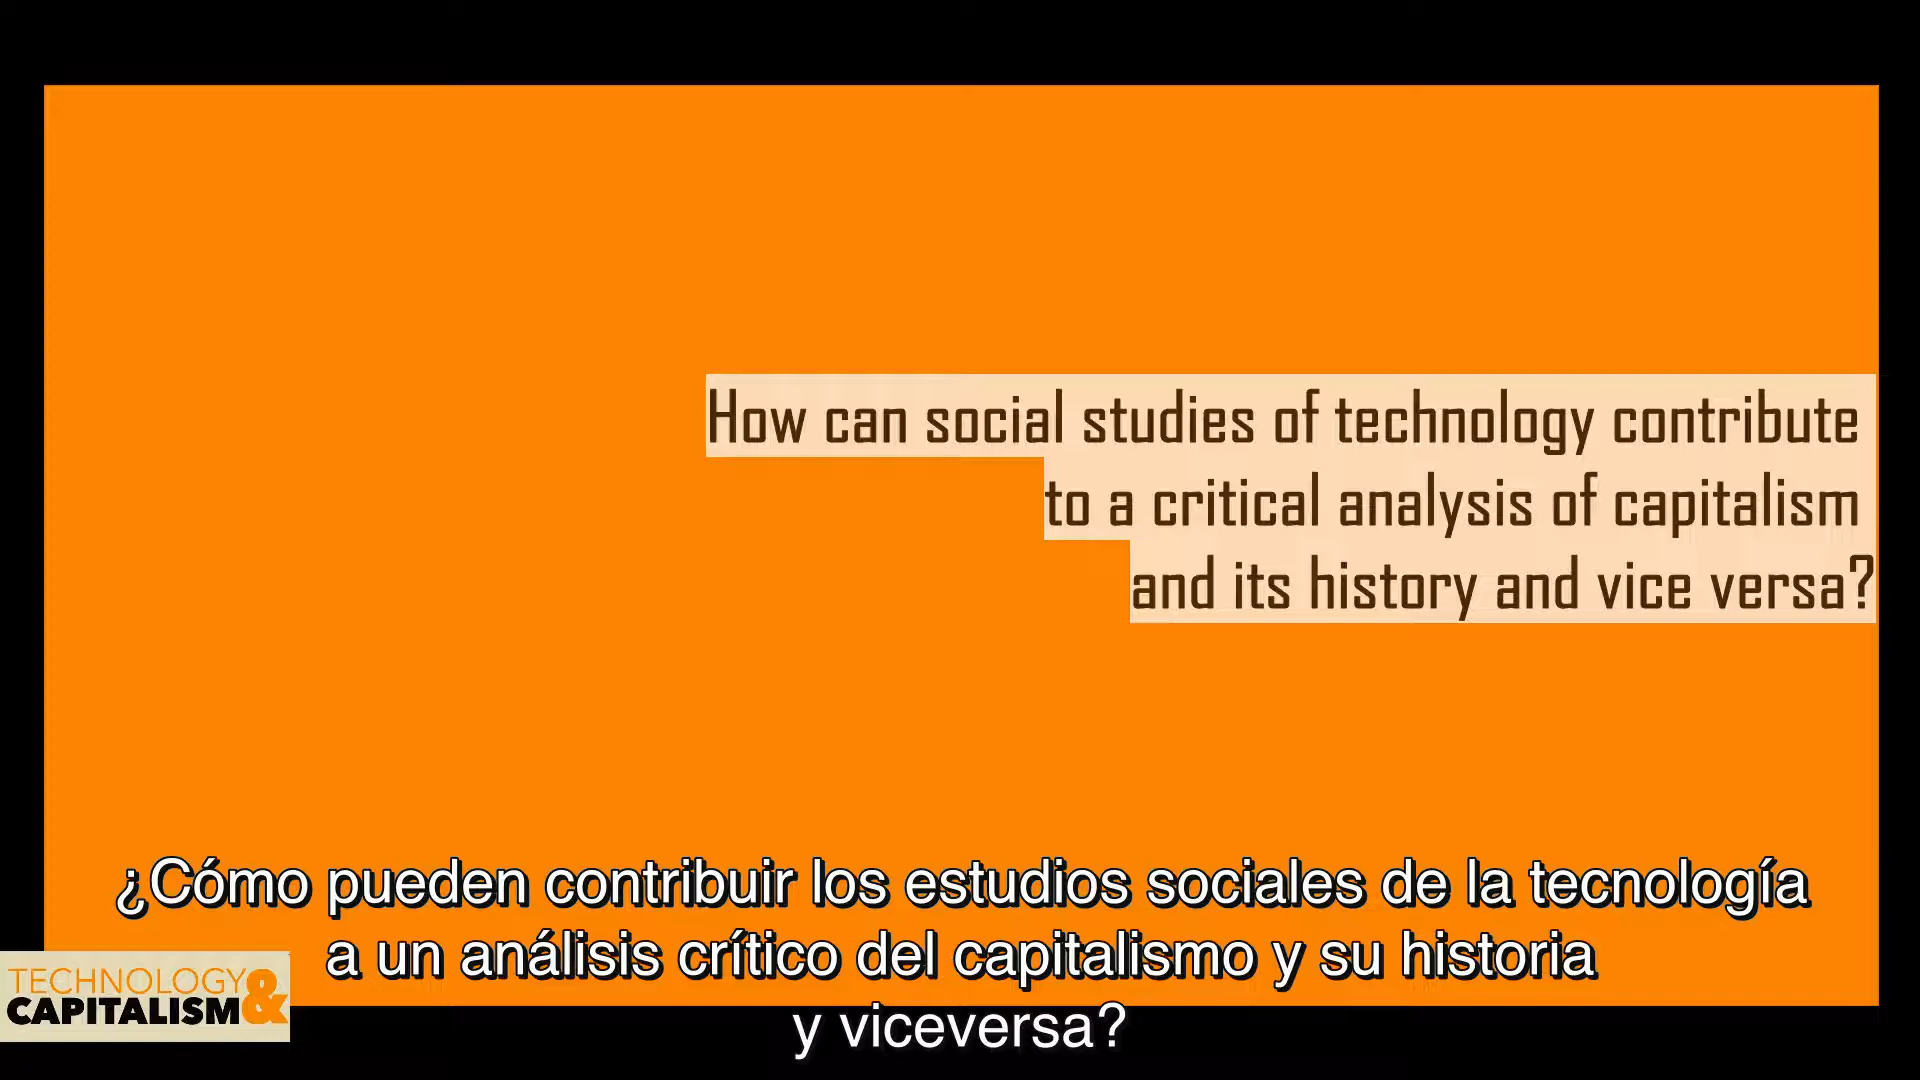 How can social studies of technology contribute
to a critical analysis of capitalism
and its history and vice versa?
¿Cómo pueden contribuir los estudios sociales de la tecnología
a un análisis crítico del capitalismo y su historia
y viceversa?
TECHNOLOGY &
CAPITALISM